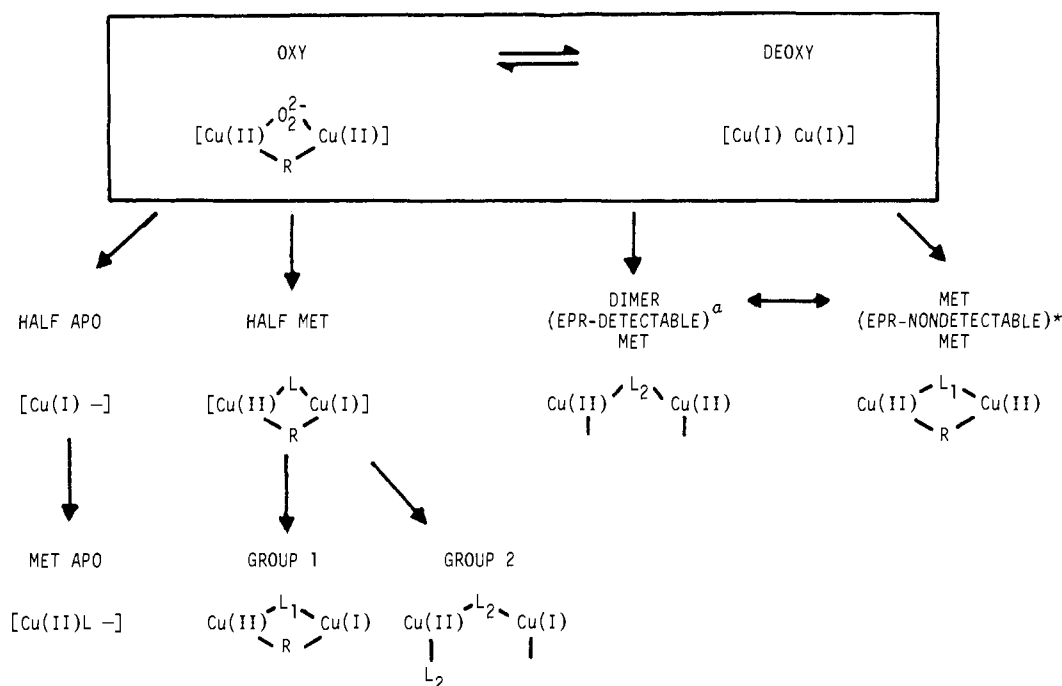 OXY
DEOXY
O₂²⁻
[Cu(II) Cu(II)]
R
[Cu(I) Cu(I)]
HALF APO
HALF MET
DIMER
(EPR-DETECTABLE)ᵃ
MET
MET
(EPR-NONDETECTABLE)*
MET
[Cu(I) —]
L
[Cu(II) Cu(I)]
R
L₂
Cu(II) Cu(II)
L₁
Cu(II) Cu(II)
R
MET APO
GROUP 1
GROUP 2
[Cu(II)L —]
L₁
Cu(II) Cu(I)
R
L₂
Cu(II) Cu(I)
L₂